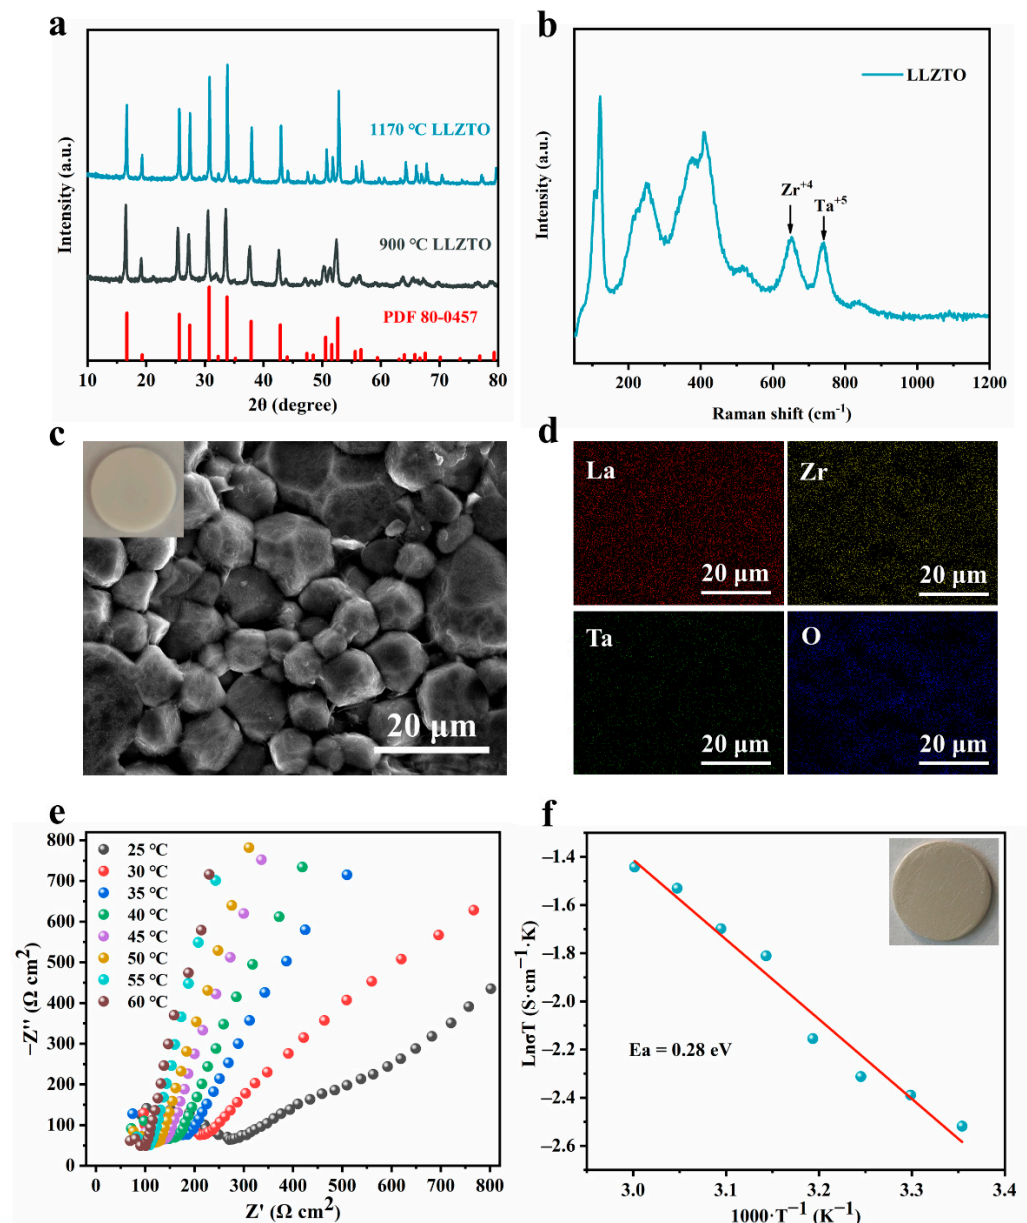 a
Intensity (a.u.)
1170 ℃ LLZTO
900 ℃ LLZTO
PDF 80-0457
10 20 30 40 50 60 70 80
2θ (degree)
b
Intensity (a.u.)
LLZTO
Zr+4
Ta+5
200 400 600 800 1000 1200
Raman shift (cm-1)
c
20 μm
d
La
20 μm
Zr
20 μm
Ta
20 μm
O
20 μm
e
−Z'' (Ω cm2)
800
700
600
500
400
300
200
100
0
25 ℃
30 ℃
35 ℃
40 ℃
45 ℃
50 ℃
55 ℃
60 ℃
0 100 200 300 400 500 600 700 800
Z' (Ω cm2)
f
LnσT (S·cm−1·K)
−1.4
−1.6
−1.8
−2.0
−2.2
−2.4
−2.6
Ea = 0.28 eV
3.0 3.1 3.2 3.3 3.4
1000·T−1 (K−1)